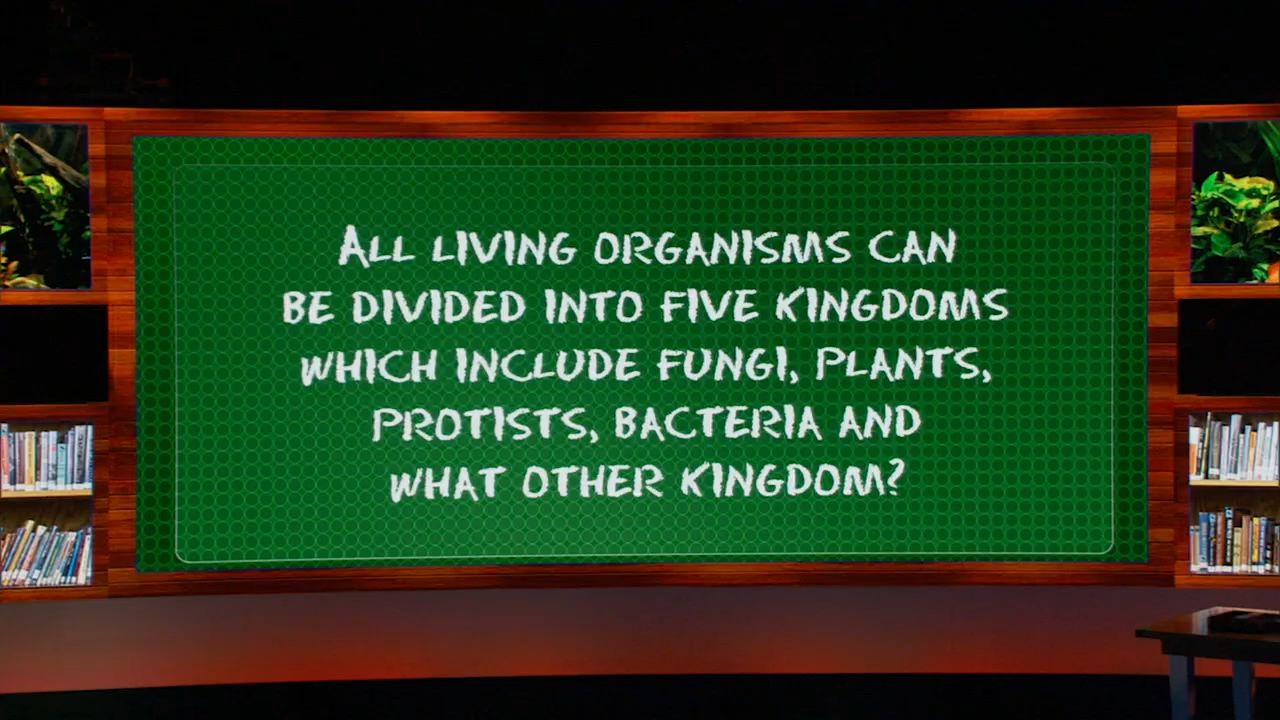 ALL LIVING ORGANISMS CAN
BE DIVIDED INTO FIVE KINGDOMS
WHICH INCLUDE FUNGI, PLANTS,
PROTISTS, BACTERIA AND
WHAT OTHER KINGDOM?